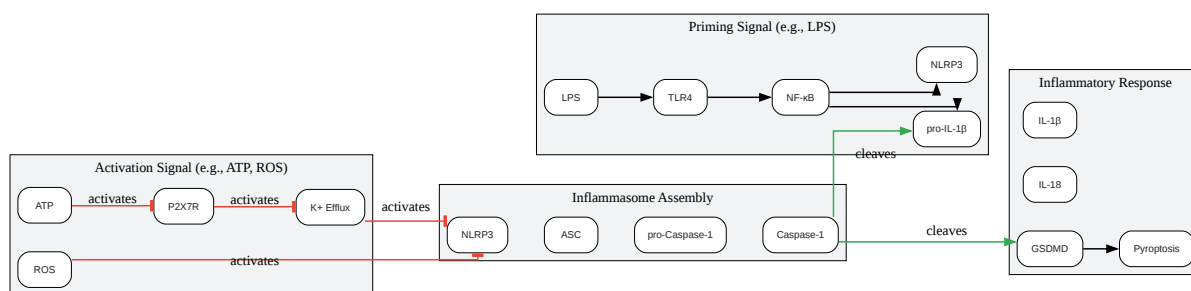 Priming Signal (e.g., LPS)
NLRP3
LPS
TLR4
NF-κB
pro-IL-1β
cleaves
Inflammatory Response
IL-1β
IL-18
GSDMD
Pyroptosis
Activation Signal (e.g., ATP, ROS)
ATP
activates
P2X7R
activates
K+ Efflux
activates
ROS
activates
Inflammasome Assembly
NLRP3
ASC
pro-Caspase-1
Caspase-1
cleaves